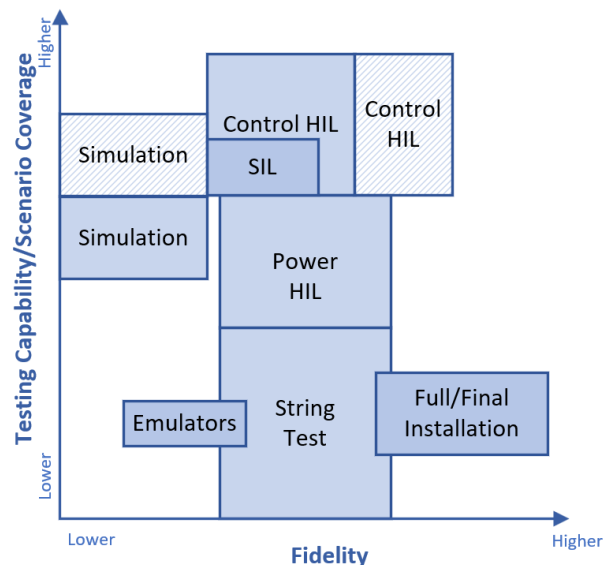 Testing Capability/Scenario Coverage
Higher
Lower
Control HIL
Control
HIL
Simulation
SIL
Simulation
Power
HIL
Emulators
String
Test
Full/Final
Installation
Lower
Higher
Fidelity